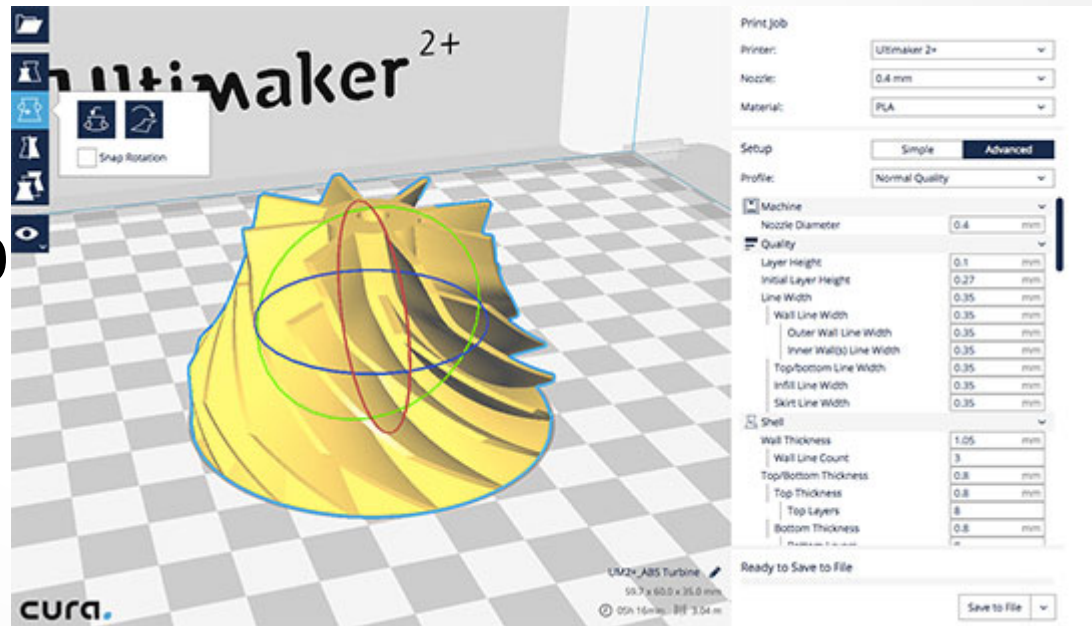 Ultimaker 2+
Snap Rotation
Print Job
Printer: Ultimaker 2+
Nozzle: 0.4 mm
Material: PLA
Setup Simple Advanced
Profile: Normal Quality
Machine
Nozzle Diameter 0.4 mm
Quality
Layer Height 0.1 mm
Initial Layer Height 0.27 mm
Line Width 0.35 mm
Wall Line Width 0.35 mm
Outer Wall Line Width 0.35 mm
Inner Wall(s) Line Width 0.35 mm
Top/bottom Line Width 0.35 mm
Infill Line Width 0.35 mm
Skirt Line Width 0.35 mm
Shell
Wall Thickness 1.05 mm
Wall Line Count 3
Top/Bottom Thickness 0.8 mm
Top Thickness 0.8 mm
Top Layers 8
Bottom Thickness 0.8 mm
UM2+_ABS Turbine
59.7 x 60.0 x 35.0 mm
05h 16min 3.04 m
Ready to Save to File
Save to File
cura.